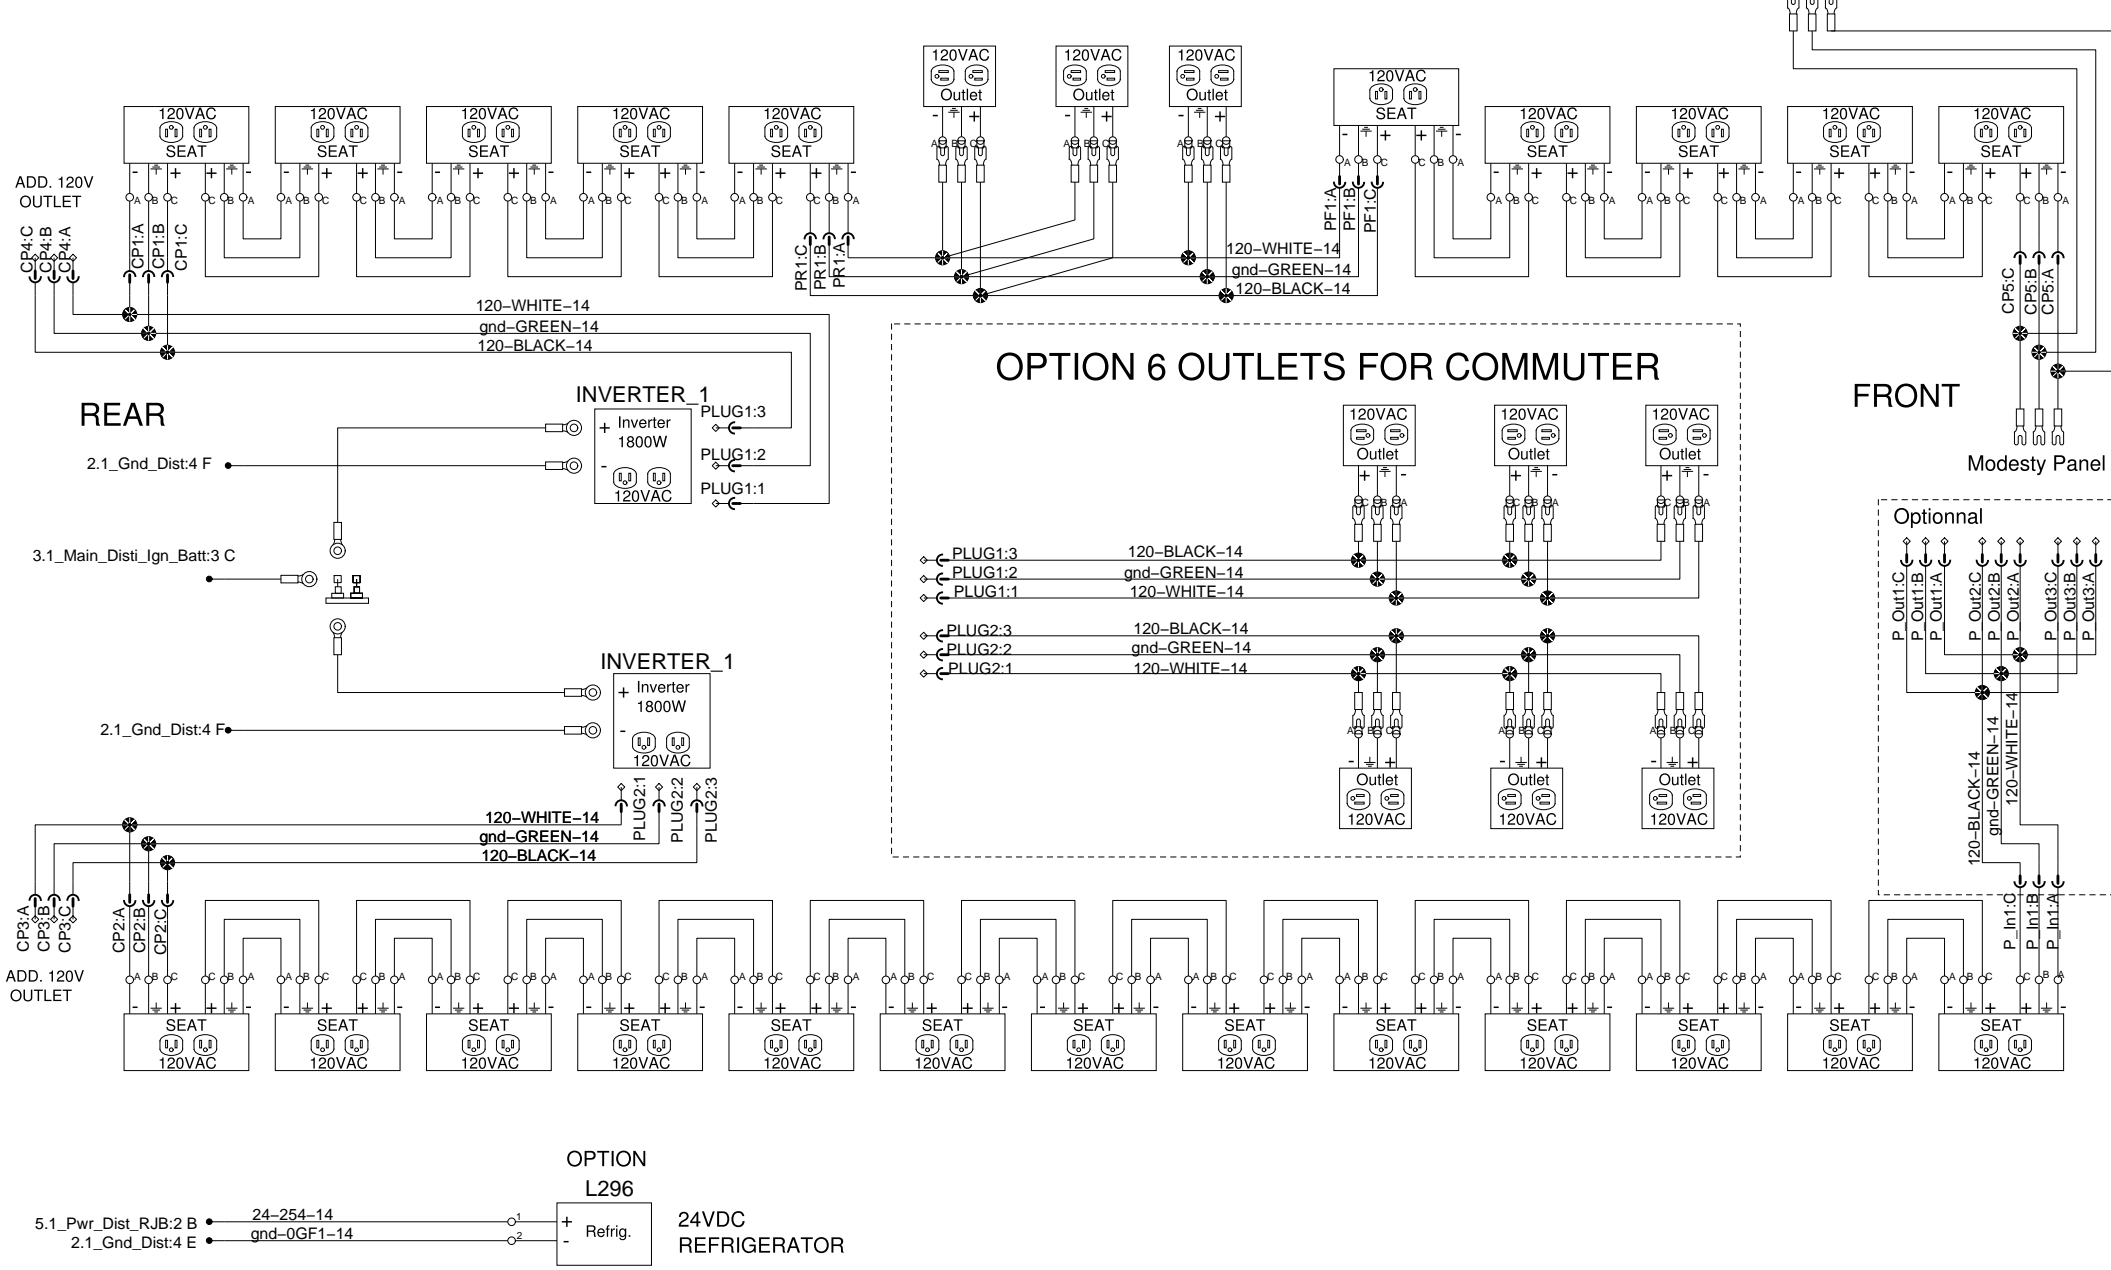 120VAC
Outlet
- +
A B C
120VAC
Outlet
- +
A B C
120VAC
Outlet
- +
A B C
120VAC
SEAT
- + + -
A B C C B A
120VAC
SEAT
- + + -
A B C C B A
120VAC
SEAT
- + + -
A B C C B A
120VAC
SEAT
- + + -
A B C C B A
120VAC
SEAT
- + + -
A B C C B A
120VAC
SEAT
- + + -
A B C C B A
120VAC
SEAT
- + + -
A B C C B A
120VAC
SEAT
- + + -
A B C C B A
120VAC
SEAT
- + + -
A B C C B A
120VAC
SEAT
- + + -
A B C C B A
ADD. 120V
OUTLET
CP4:C
CP4:B
CP4:A
CP1:A
CP1:B
CP1:C
PR1:C
PR1:B
PR1:A
PF1:A
PF1:B
PF1:C
120-WHITE-14
gnd-GREEN-14
120-BLACK-14
CP5:C
CP5:B
CP5:A
120-WHITE-14
gnd-GREEN-14
120-BLACK-14
REAR
INVERTER_1
+ Inverter
1800W
-
120VAC
PLUG1:3
PLUG1:2
PLUG1:1
2.1_Gnd_Dist:4 F
3.1_Main_Disti_Ign_Batt:3 C
INVERTER_1
+ Inverter
1800W
-
120VAC
2.1_Gnd_Dist:4 F
PLUG2:1
PLUG2:2
PLUG2:3
120-WHITE-14
gnd-GREEN-14
120-BLACK-14
OPTION 6 OUTLETS FOR COMMUTER
120VAC
Outlet
+ -
C B A
120VAC
Outlet
+ -
C B A
120VAC
Outlet
+ -
C B A
PLUG1:3 120-BLACK-14
PLUG1:2 gnd-GREEN-14
PLUG1:1 120-WHITE-14
PLUG2:3 120-BLACK-14
PLUG2:2 gnd-GREEN-14
PLUG2:1 120-WHITE-14
A B C
- +
Outlet
120VAC
A B C
- +
Outlet
120VAC
A B C
- +
Outlet
120VAC
FRONT
Modesty Panel
Optionnal
P_Out1:C
P_Out1:B
P_Out1:A
P_Out2:C
P_Out2:B
P_Out2:A
P_Out3:C
P_Out3:B
P_Out3:A
120-BLACK-14
gnd-GREEN-14
120-WHITE-14
P_In1:C
P_In1:B
P_In1:A
CP3:A
CP3:B
CP3:C
CP2:A
CP2:B
CP2:C
ADD. 120V
OUTLET
A B C C B A
- + + -
SEAT
120VAC
A B C C B A
- + + -
SEAT
120VAC
A B C C B A
- + + -
SEAT
120VAC
A B C C B A
- + + -
SEAT
120VAC
A B C C B A
- + + -
SEAT
120VAC
A B C C B A
- + + -
SEAT
120VAC
A B C C B A
- + + -
SEAT
120VAC
A B C C B A
- + + -
SEAT
120VAC
A B C C B A
- + + -
SEAT
120VAC
A B C C B A
- + + -
SEAT
120VAC
A B C C B A
- + + -
SEAT
120VAC
A B C C B A
- + + -
SEAT
120VAC
A B C C B A
- + + -
SEAT
120VAC
OPTION
L296
5.1_Pwr_Dist_RJB:2 B 24-254-14 1 +
2.1_Gnd_Dist:4 E gnd-0GF1-14 2 -
Refrig.
24VDC
REFRIGERATOR